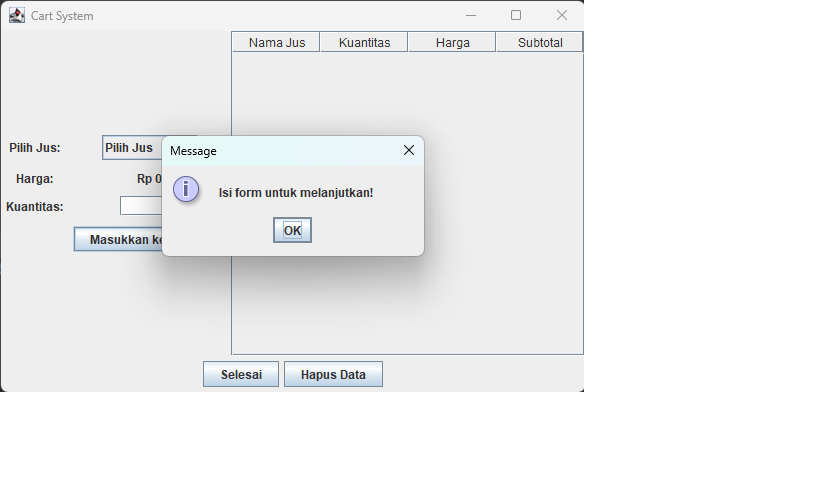 Cart System
Nama Jus Kuantitas Harga Subtotal
Pilih Jus: Pilih Jus
Harga: Rp 0
Kuantitas:
Masukkan ke
Message
Isi form untuk melanjutkan!
OK
Selesai Hapus Data